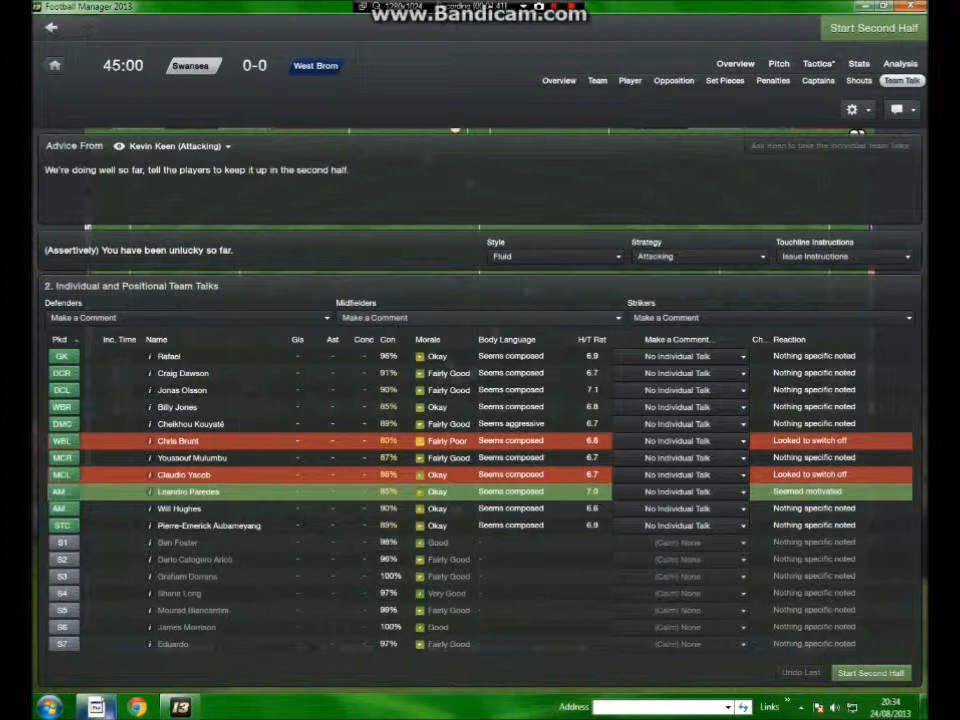 Football Manager 2013
www.Bandicam.com
Start Second Half
45:00 Swansea 0-0 West Brom
Overview Pitch Tactics* Stats Analysis
Overview Team Player Opposition Set Pieces Penalties Captains Shouts Team Talk
Advice From Kevin Keen (Attacking)
Ask Keen to take the Individual Team Talks
We're doing well so far, tell the players to keep it up in the second half.
Style Strategy Touchline Instructions
(Assertively) You have been unlucky so far.
Fluid Attacking Issue Instructions
2. Individual and Positional Team Talks
Defenders Midfielders Strikers
Make a Comment Make a Comment Make a Comment
Pkd Inc. Time Name Gls Ast Conc Con Morale Body Language H/T Rat Make a Comment... Ch... Reaction
GK i Rafael - - - 96% Okay Seems composed 6.9 No Individual Talk Nothing specific noted
DCR i Craig Dawson - - - 91% Fairly Good Seems composed 6.7 No Individual Talk Nothing specific noted
DCL i Jonas Olsson - - - 90% Fairly Good Seems composed 7.1 No Individual Talk Nothing specific noted
WBR i Billy Jones - - - 85% Okay Seems composed 6.8 No Individual Talk Nothing specific noted
DMC i Cheikhou Kouyaté - - - 89% Fairly Good Seems aggressive 6.7 No Individual Talk Nothing specific noted
WBL i Chris Brunt - - - 80% Fairly Poor Seems composed 6.8 No Individual Talk Looked to switch off
MCR i Youssouf Mulumbu - - - 87% Fairly Good Seems composed 6.7 No Individual Talk Nothing specific noted
MCL i Claudio Yacob - - - 86% Okay Seems composed 6.7 No Individual Talk Looked to switch off
AM... i Leandro Paredes - - - 85% Okay Seems composed 7.0 No Individual Talk Seemed motivated
AM... i Will Hughes - - - 90% Okay Seems composed 6.6 No Individual Talk Nothing specific noted
STC i Pierre-Emerick Aubameyang - - - 89% Okay Seems composed 6.9 No Individual Talk Nothing specific noted
S1 i Ben Foster - - - 98% Good - (Calm) None Nothing specific noted
S2 i Dario Calogero Aricò - - - 96% Fairly Good - (Calm) None Nothing specific noted
S3 i Graham Dorrans - - - 100% Fairly Good - (Calm) None Nothing specific noted
S4 i Shane Long - - - 97% Very Good - (Calm) None Nothing specific noted
S5 i Mourad Biancantini - - - 99% Fairly Good - (Calm) None Nothing specific noted
S6 i James Morrison - - - 100% Good - (Calm) None Nothing specific noted
S7 i Eduardo - - - 97% Fairly Good - (Calm) None Nothing specific noted
Undo Last Start Second Half
Address Links
20:34
24/08/2013